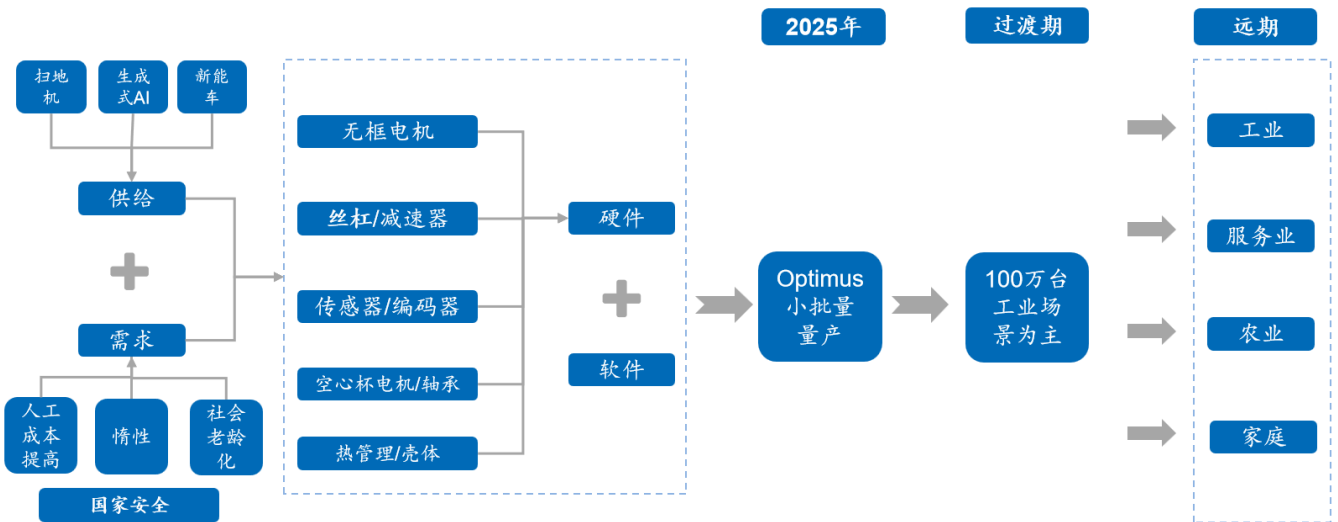 2025年
过渡期
远期
扫地
机
生成
式AI
新能
车
供给
需求
人工
成本
提高
惰性
社会
老龄
化
国家安全
无框电机
丝杠/减速器
传感器/编码器
空心杯电机/轴承
热管理/壳体
硬件
软件
Optimus
小批量
量产
100万台
工业场
景为主
工业
服务业
农业
家庭